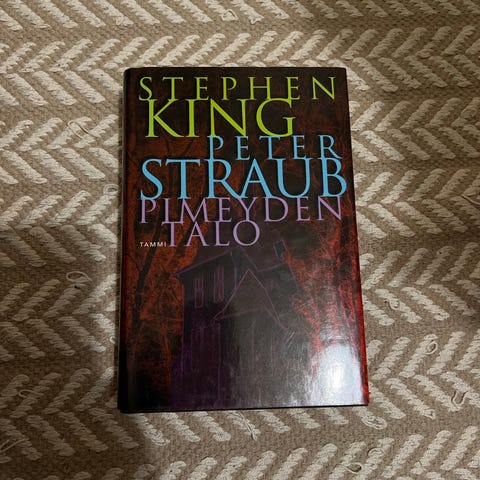 STEPHEN
KING
PETER
STRAUB
PIMEYDEN
TALO
TAMMI